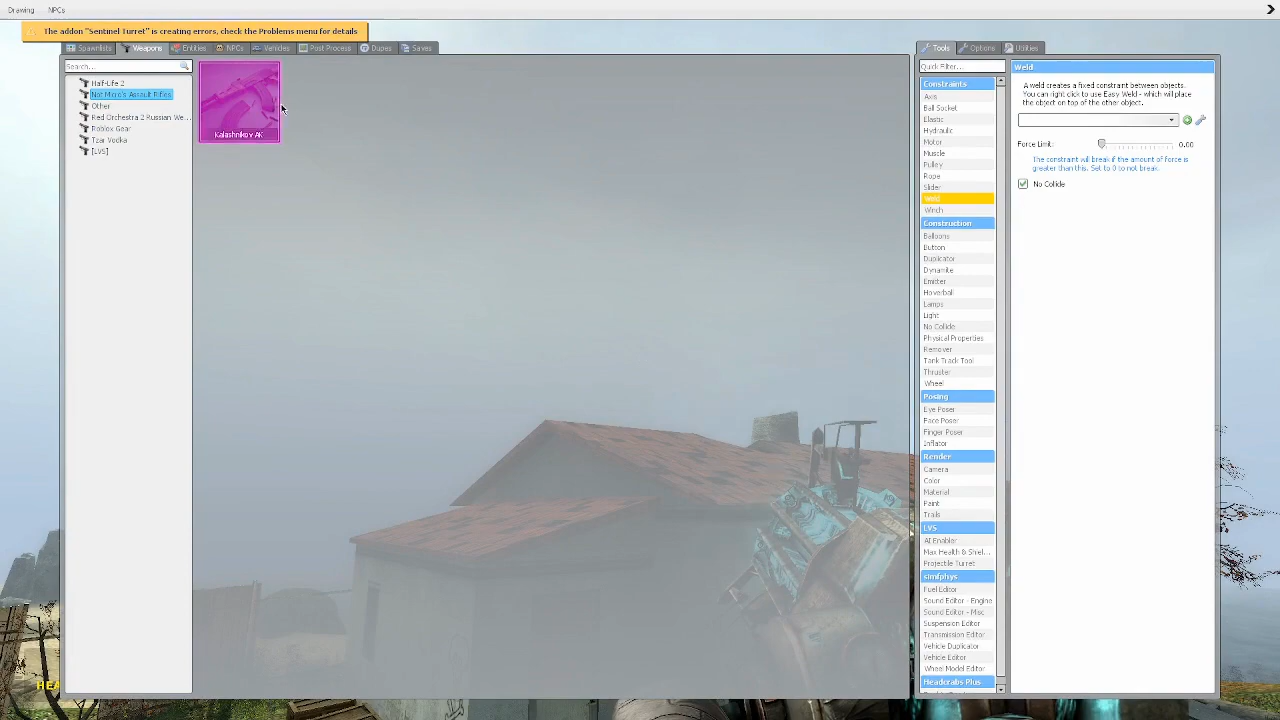 Drawing NPCs
The addon "Sentinel Turret" is creating errors, check the Problems menu for details
Spawnlists Weapons Entities NPCs Vehicles Post Process Dupes Saves
Search...
Half-Life 2
Not Micro's Assault Rifles
Other
Red Orchestra 2 Russian We...
Roblox Gear
Tzar Vodka
[LVS]
Kalashnikov AK
Tools Options Utilities
Quick Filter...
Constraints
Axis
Ball Socket
Elastic
Hydraulic
Motor
Muscle
Pulley
Rope
Slider
Weld
Winch
Construction
Balloons
Button
Duplicator
Dynamite
Emitter
Hoverball
Lamps
Light
No Collide
Physical Properties
Remover
Tank Track Tool
Thruster
Wheel
Posing
Eye Poser
Face Poser
Finger Poser
Inflator
Render
Camera
Color
Material
Paint
Trails
LVS
AI Enabler
Max Health & Shiel...
Projectile Turret
simfphys
Fuel Editor
Sound Editor - Engine
Sound Editor - Misc
Suspension Editor
Transmission Editor
Vehicle Duplicator
Vehicle Editor
Wheel Model Editor
Headcrabs Plus
Weld
A weld creates a fixed constraint between objects.
You can right click to use Easy Weld - which will place
the object on top of the other object.
Force Limit: 0.00
The constraint will break if the amount of force is
greater than this. Set to 0 to not break.
No Collide